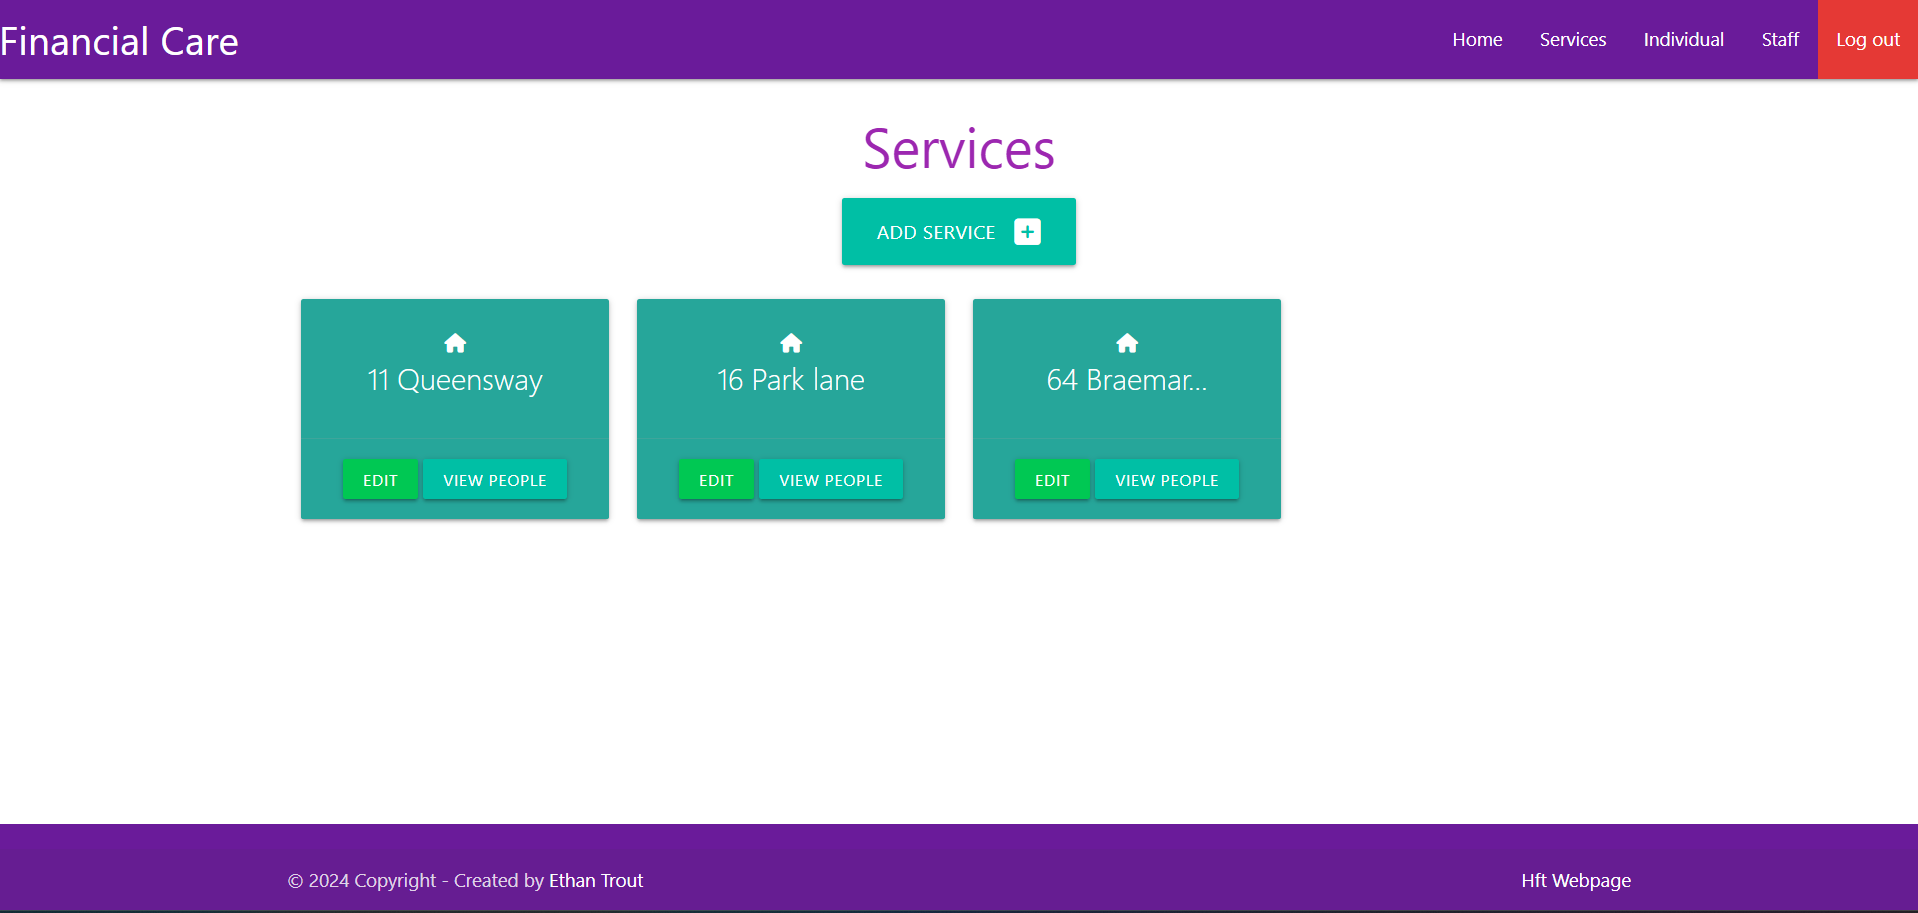 Financial Care
Home Services Individual Staff Log out
Services
ADD SERVICE
11 Queensway
EDIT VIEW PEOPLE
16 Park lane
EDIT VIEW PEOPLE
64 Braemar...
EDIT VIEW PEOPLE
© 2024 Copyright - Created by Ethan Trout
Hft Webpage